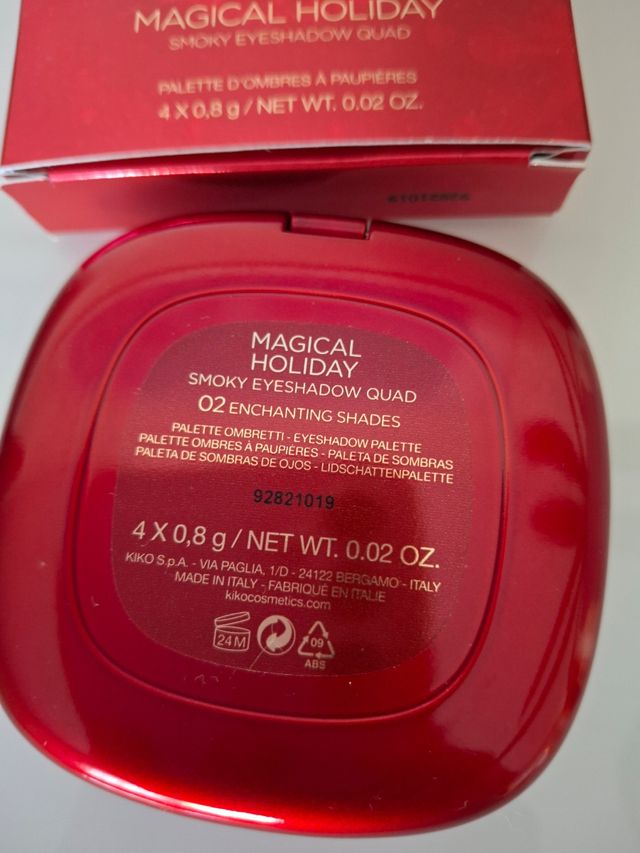 MAGICAL HOLIDAY
SMOKY EYESHADOW QUAD
PALETTE D'OMBRES À PAUPIÈRES
4 X 0,8 g / NET WT. 0.02 OZ.
MAGICAL
HOLIDAY
SMOKY EYESHADOW QUAD
02 ENCHANTING SHADES
PALETTE OMBRETTI - EYESHADOW PALETTE
PALETTE OMBRES À PAUPIÉRES - PALETA DE SOMBRAS
PALETA DE SOMBRAS DE OJOS - LIDSCHATTENPALETTE
92821019
4 X 0,8 g / NET WT. 0.02 OZ.
KIKO S.p.A. - VIA PAGLIA, 1/D - 24122 BERGAMO - ITALY
MADE IN ITALY - FABRIQUÉ EN ITALIE
kikocosmetics.com
24 M
09
ABS